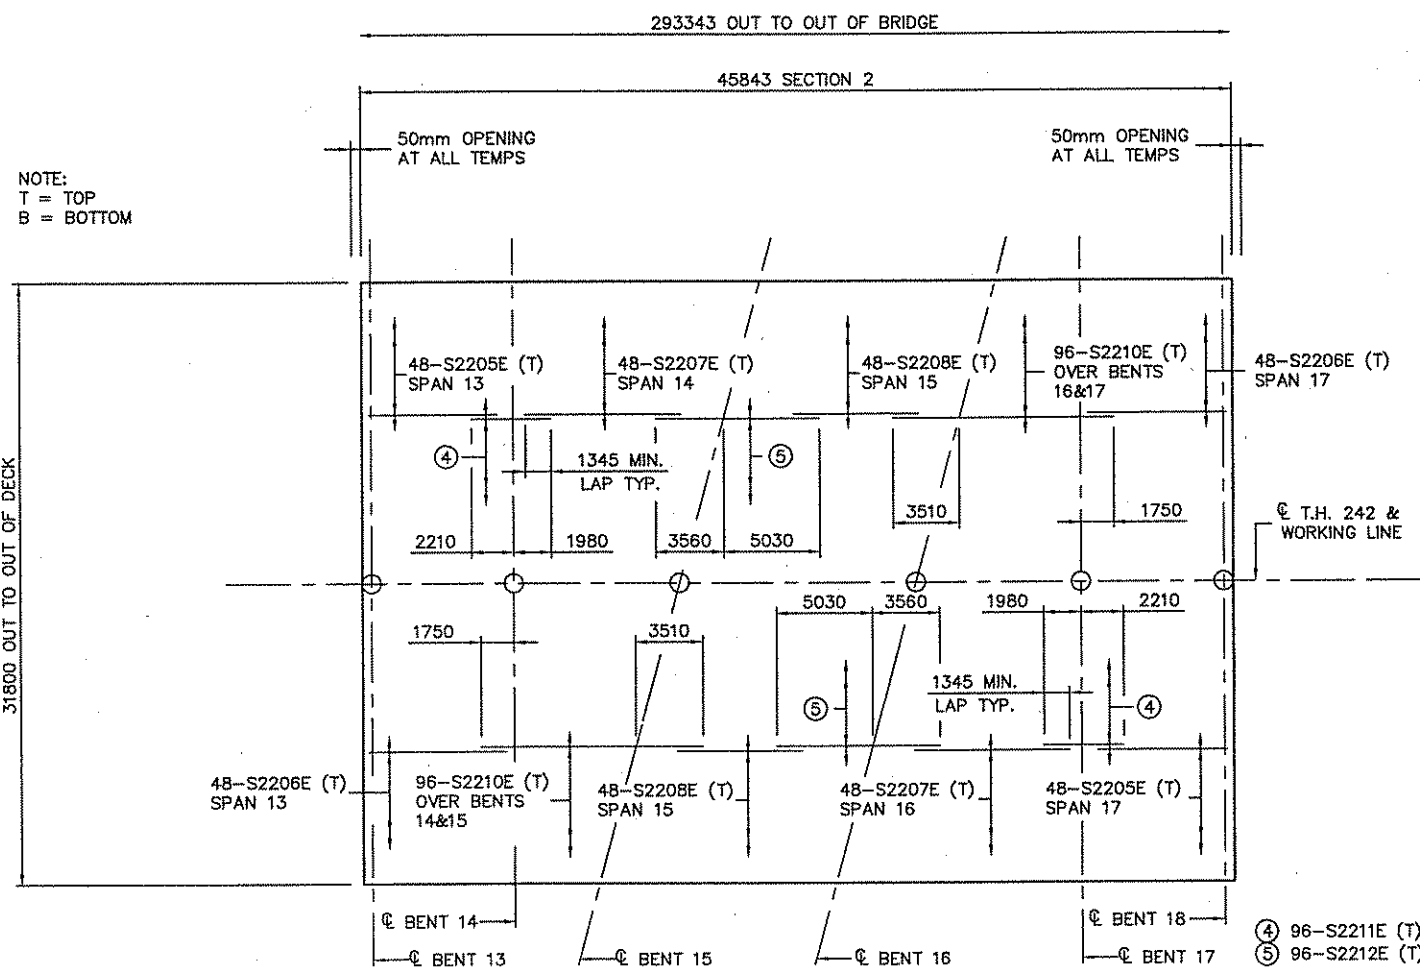 293343 OUT TO OUT OF BRIDGE
45843 SECTION 2
50mm OPENING
AT ALL TEMPS
50mm OPENING
AT ALL TEMPS
NOTE:
T = TOP
B = BOTTOM
31800 OUT TO OUT OF DECK
48-S2205E (T)
SPAN 13
48-S2207E (T)
SPAN 14
48-S2208E (T)
SPAN 15
96-S2210E (T)
OVER BENTS
16&17
48-S2206E (T)
SPAN 17
4
1345 MIN.
LAP TYP.
5
2210
1980
3560
5030
3510
1750
℄ T.H. 242 &
WORKING LINE
1750
3510
5030
3560
1980
2210
5
1345 MIN.
LAP TYP.
4
48-S2206E (T)
SPAN 13
96-S2210E (T)
OVER BENTS
14&15
48-S2208E (T)
SPAN 15
48-S2207E (T)
SPAN 16
48-S2205E (T)
SPAN 17
℄ BENT 14
℄ BENT 18
℄ BENT 13
℄ BENT 15
℄ BENT 16
℄ BENT 17
4 96-S2211E (T)
5 96-S2212E (T)